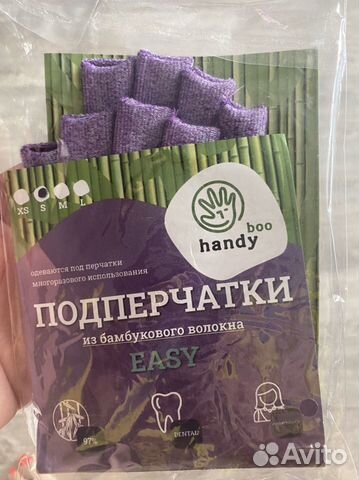 XS S M L
boo
handy
одеваются под перчатки
многоразового использования
ПОДПЕРЧАТКИ
из бамбукового волокна
EASY
97%
DENTAL
Avito